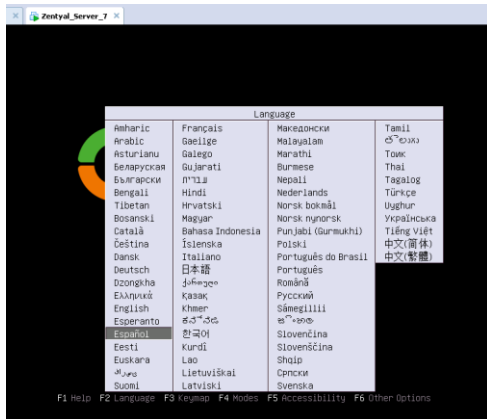 Zentyal_Server_7
Language
Amharic
Arabic
Asturianu
Беларуская
Български
Bengali
Tibetan
Bosanski
Català
Čeština
Dansk
Deutsch
Dzongkha
Ελληνικά
English
Esperanto
Español
Eesti
Euskara
Suomi
Français
Gaeilge
Galego
Gujarati
עברית
Hindi
Hrvatski
Magyar
Bahasa Indonesia
Íslenska
Italiano
日本語
ქართული
Қазақ
Khmer
ಕನ್ನಡ
한국어
Kurdî
Lao
Lietuviškai
Latviski
Македонски
Malayalam
Marathi
Burmese
Nepali
Nederlands
Norsk bokmål
Norsk nynorsk
Punjabi (Gurmukhi)
Polski
Português do Brasil
Português
Română
Русский
Sámegillii
සිංහල
Slovenčina
Slovenščina
Shqip
Српски
Svenska
Tamil
తెలుగు
Тоҷик
Thai
Tagalog
Türkçe
Uyghur
Українська
Tiếng Việt
中文(简体)
中文(繁體)
F1 Help F2 Language F3 Keymap F4 Modes F5 Accessibility F6 Other Options